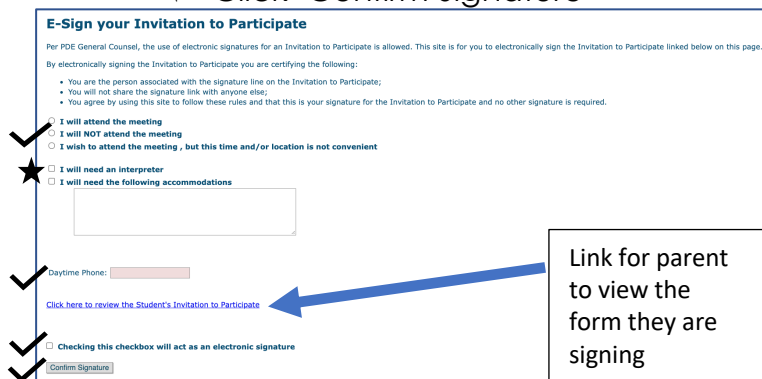 Click "Confirm Signature"
E-Sign your Invitation to Participate
Per PDE General Counsel, the use of electronic signatures for an Invitation to Participate is allowed. This site is for you to electronically sign the Invitation to Participate linked below on this page.
By electronically signing the Invitation to Participate you are certifying the following:
• You are the person associated with the signature line on the Invitation to Participate;
• You will not share the signature link with anyone else;
• You agree by using this site to follow these rules and that this is your signature for the Invitation to Participate and no other signature is required.
I will attend the meeting
I will NOT attend the meeting
I wish to attend the meeting , but this time and/or location is not convenient
I will need an interpreter
I will need the following accommodations
Daytime Phone:
Click here to review the Student's Invitation to Participate
Link for parent
to view the
form they are
signing
Checking this checkbox will act as an electronic signature
Confirm Signature